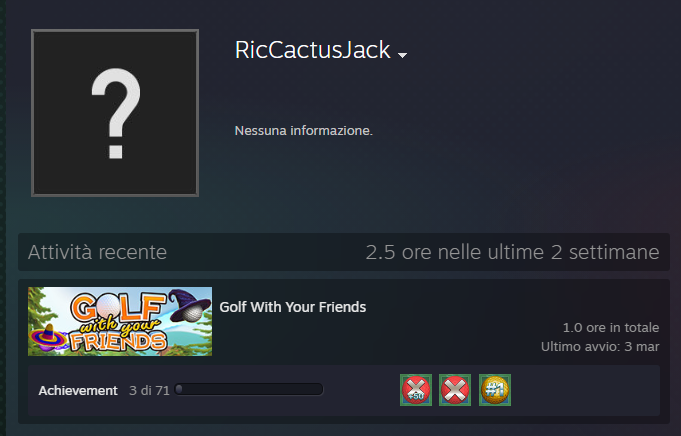 ?
RicCactusJack
Nessuna informazione.
Attività recente
2.5 ore nelle ultime 2 settimane
GOLF
with your
FRIENDS
Golf With Your Friends
1.0 ore in totale
Ultimo avvio: 3 mar
Achievement 3 di 71
#1